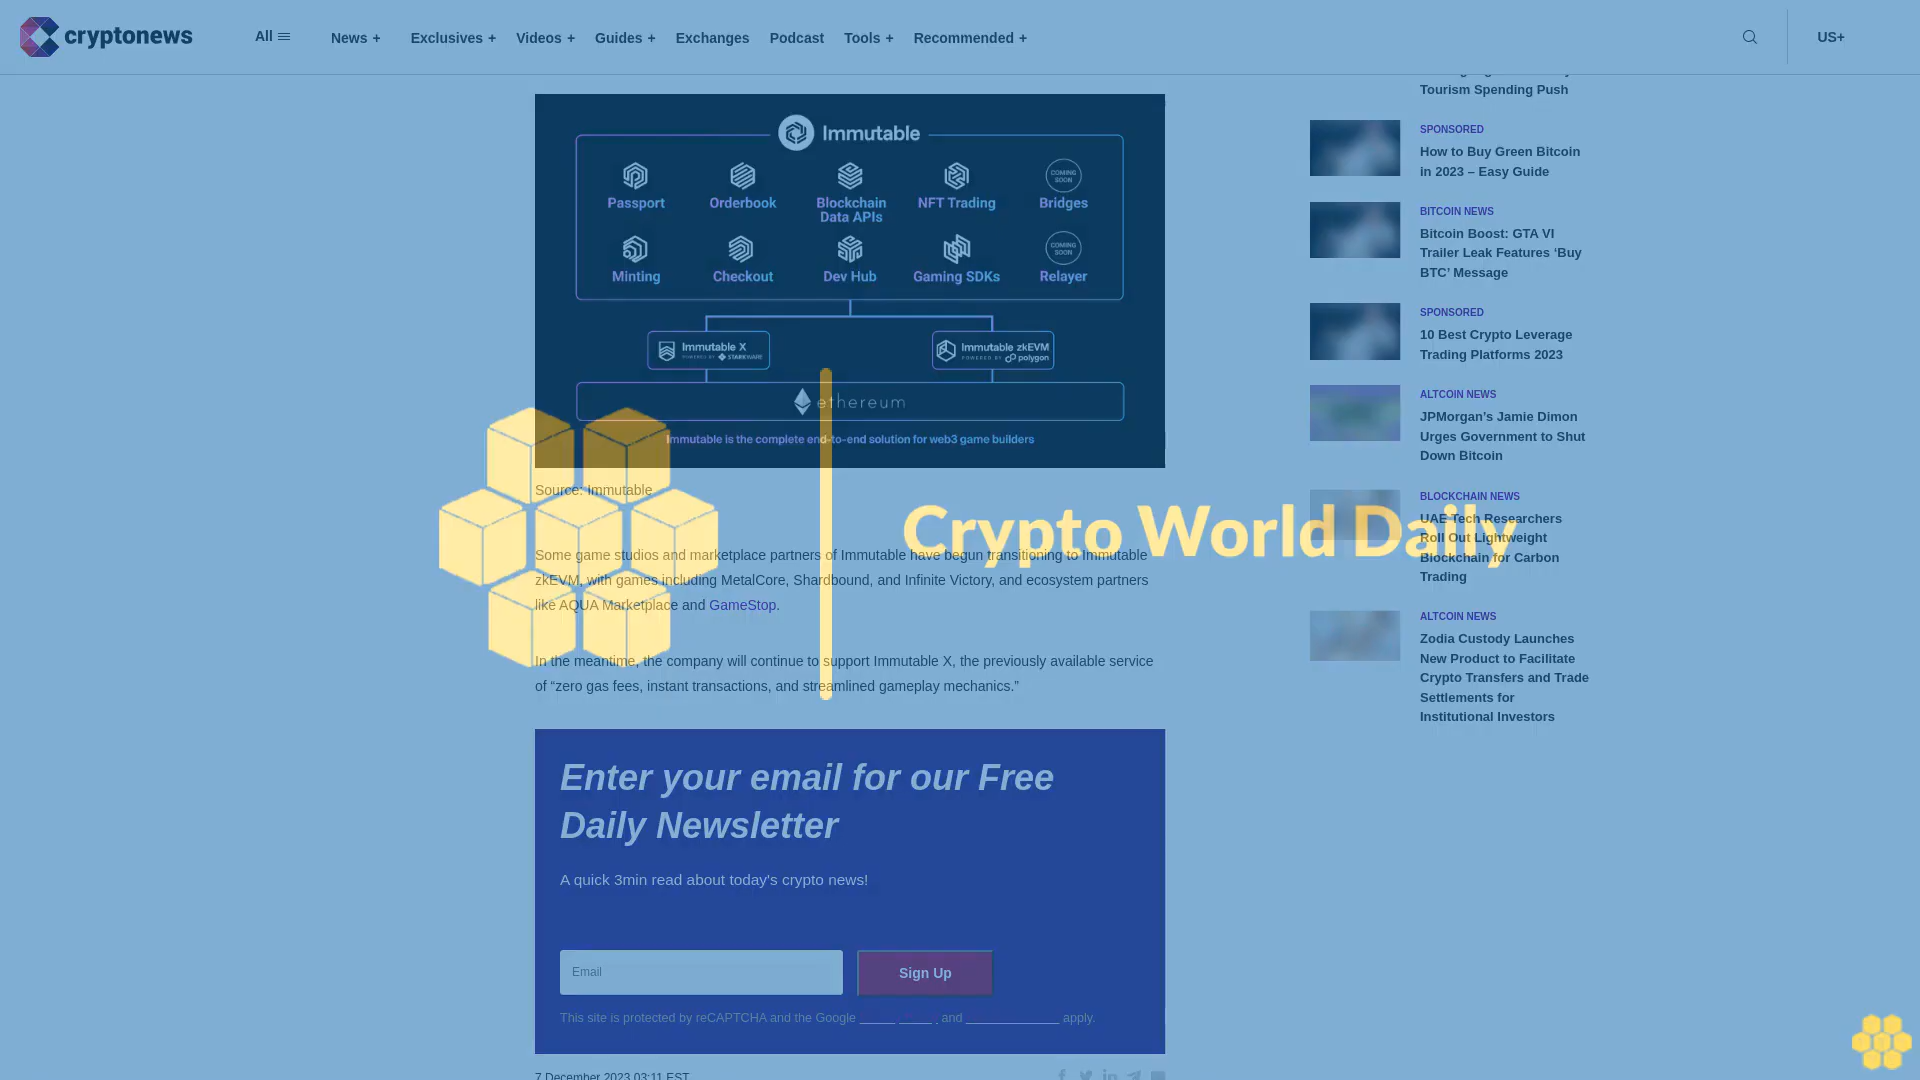 cryptonews
All
News +
Exclusives +
Videos +
Guides +
Exchanges
Podcast
Tools +
Recommended +
US+
Immutable
Passport
Orderbook
Blockchain
Data APIs
NFT Trading
COMING
SOON
Bridges
Minting
Checkout
Dev Hub
Gaming SDKs
COMING
SOON
Relayer
Immutable X
POWERED BY STARKWARE
Immutable zkEVM
POWERED BY polygon
ethereum
Immutable is the complete end-to-end solution for web3 game builders
Source: Immutable
Some game studios and marketplace partners of Immutable have begun transitioning to Immutable
zkEVM, with games including MetalCore, Shardbound, and Infinite Victory, and ecosystem partners
like AQUA Marketplace and GameStop.
In the meantime, the company will continue to support Immutable X, the previously available service
of “zero gas fees, instant transactions, and streamlined gameplay mechanics.”
Enter your email for our Free
Daily Newsletter
A quick 3min read about today's crypto news!
Email
Sign Up
This site is protected by reCAPTCHA and the Google and apply.
7 December 2023 03:11 EST
Crypto World Daily
Tourism Spending Push
SPONSORED
How to Buy Green Bitcoin
in 2023 – Easy Guide
BITCOIN NEWS
Bitcoin Boost: GTA VI
Trailer Leak Features ‘Buy
BTC’ Message
SPONSORED
10 Best Crypto Leverage
Trading Platforms 2023
ALTCOIN NEWS
JPMorgan’s Jamie Dimon
Urges Government to Shut
Down Bitcoin
BLOCKCHAIN NEWS
UAE Tech Researchers
Roll Out Lightweight
Blockchain for Carbon
Trading
ALTCOIN NEWS
Zodia Custody Launches
New Product to Facilitate
Crypto Transfers and Trade
Settlements for
Institutional Investors